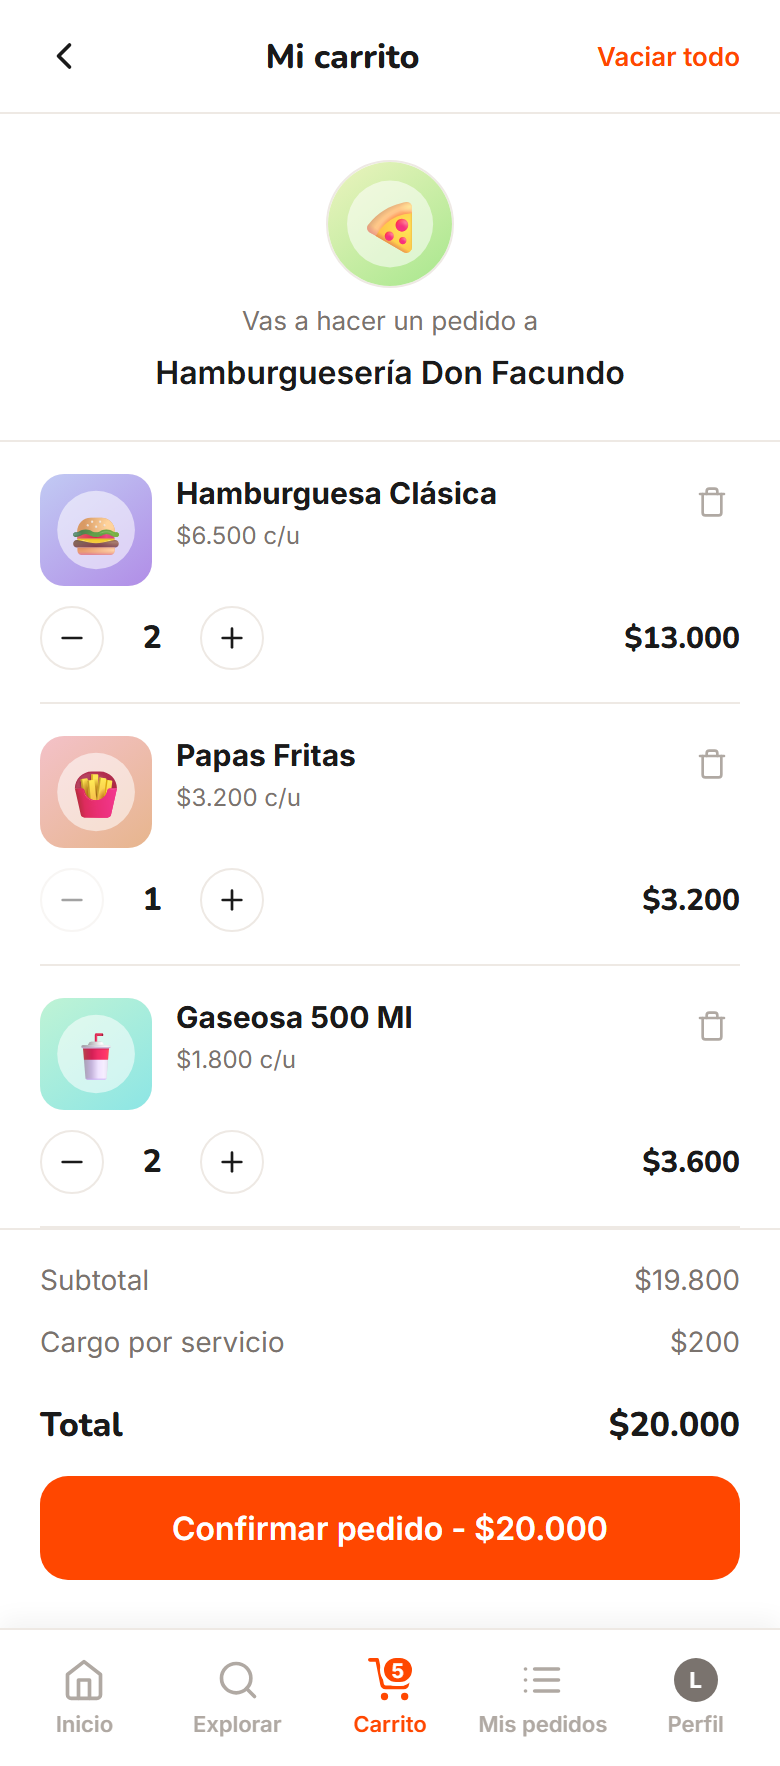 Mi carrito
Vaciar todo
Vas a hacer un pedido a
Hamburguesería Don Facundo
Hamburguesa Clásica
$6.500 c/u
2
$13.000
Papas Fritas
$3.200 c/u
1
$3.200
Gaseosa 500 Ml
$1.800 c/u
2
$3.600
Subtotal
$19.800
Cargo por servicio
$200
Total
$20.000
Confirmar pedido - $20.000
5
L
Inicio
Explorar
Carrito
Mis pedidos
Perfil